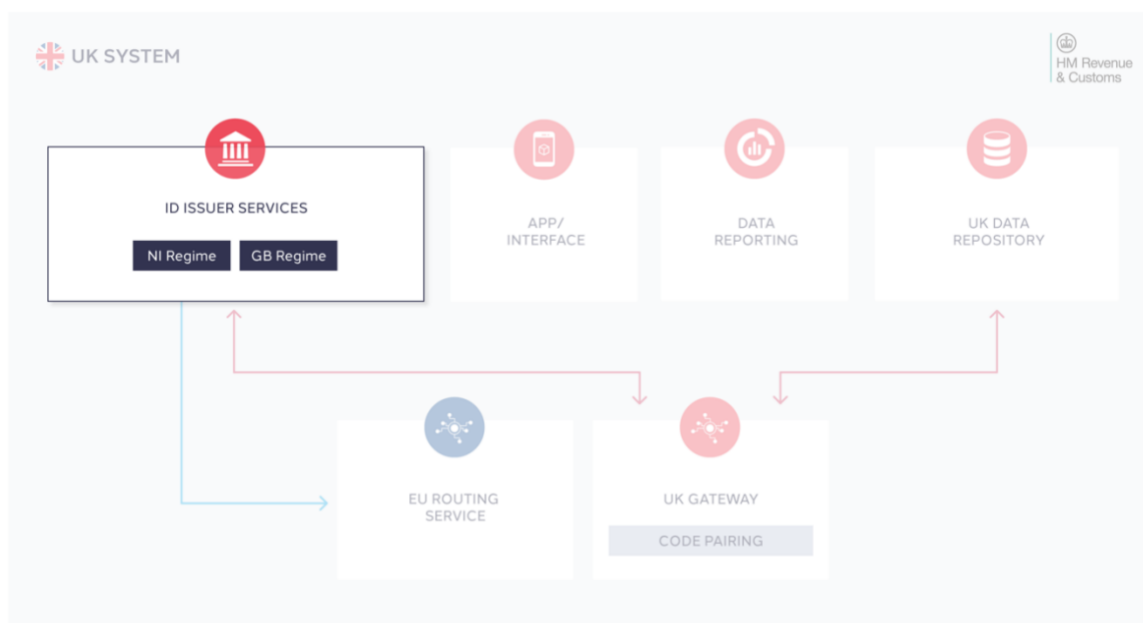 UK SYSTEM
HM Revenue
& Customs
ID ISSUER SERVICES
NI Regime
GB Regime
APP/
INTERFACE
DATA
REPORTING
UK DATA
REPOSITORY
EU ROUTING
SERVICE
UK GATEWAY
CODE PAIRING